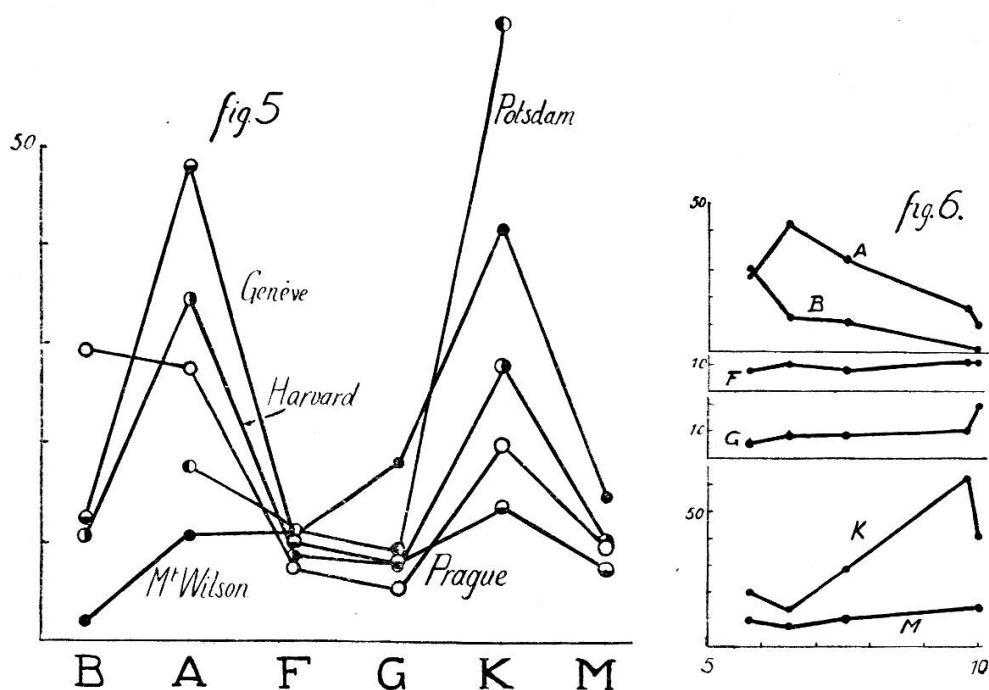 fig.5
50
Potsdam
Genève
Harvard
Mt Wilson
Prague
B A F G K M
fig.6.
50
A
B
10
F
10
G
50
K
M
5 10